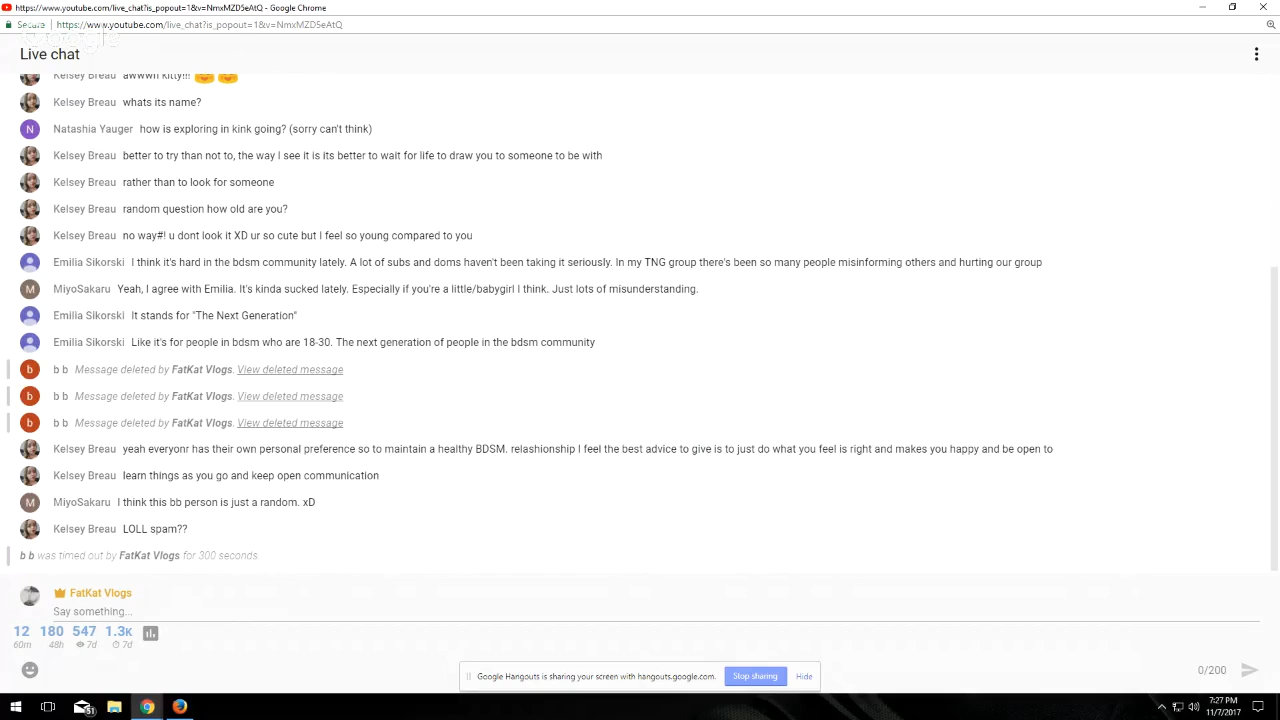 https://www.youtube.com/live_chat?is_popout=1&v=NmxMZD5eAtQ - Google Chrome
Secure https://www.youtube.com/live_chat?is_popout=1&v=NmxMZD5eAtQ
Live chat
Kelsey Breau awwwn kitty!!!
Kelsey Breau whats its name?
N Natashia Yauger how is exploring in kink going? (sorry can't think)
Kelsey Breau better to try than not to, the way I see it is its better to wait for life to draw you to someone to be with
Kelsey Breau rather than to look for someone
Kelsey Breau random question how old are you?
Kelsey Breau no way#! u dont look it XD ur so cute but I feel so young compared to you
Emilia Sikorski I think it's hard in the bdsm community lately. A lot of subs and doms haven't been taking it seriously. In my TNG group there's been so many people misinforming others and hurting our group
M MiyoSakaru Yeah, I agree with Emilia. It's kinda sucked lately. Especially if you're a little/babygirl I think. Just lots of misunderstanding.
Emilia Sikorski It stands for "The Next Generation"
Emilia Sikorski Like it's for people in bdsm who are 18-30. The next generation of people in the bdsm community
b b b Message deleted by FatKat Vlogs. View deleted message
b b b Message deleted by FatKat Vlogs. View deleted message
b b b Message deleted by FatKat Vlogs. View deleted message
Kelsey Breau yeah everyonr has their own personal preference so to maintain a healthy BDSM. relashionship I feel the best advice to give is to just do what you feel is right and makes you happy and be open to
Kelsey Breau learn things as you go and keep open communication
M MiyoSakaru I think this bb person is just a random. xD
Kelsey Breau LOLL spam??
b b was timed out by FatKat Vlogs for 300 seconds.
FatKat Vlogs
Say something...
12 180 547 1.3K
60m 48h 7d 7d
0/200
Google Hangouts is sharing your screen with hangouts.google.com. Stop sharing Hide
7:27 PM
11/7/2017